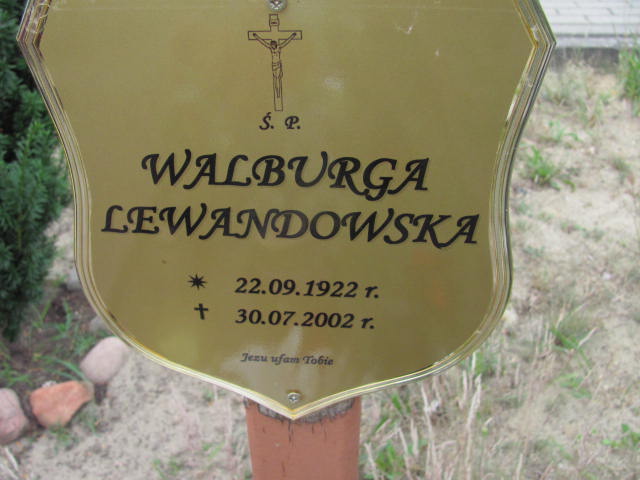 Ś. P.
WALBURGA
LEWANDOWSKA
22.09.1922 r.
30.07.2002 r.
Jezu ufam Tobie